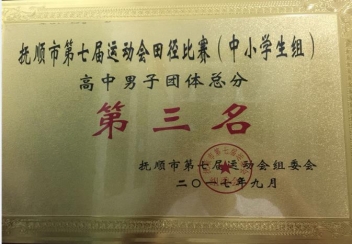 抚顺市第七届运动会田径比赛（中小学生组）
高中男子团体总分
第三名
抚顺市第七届运动会组委会
二〇一七年九月